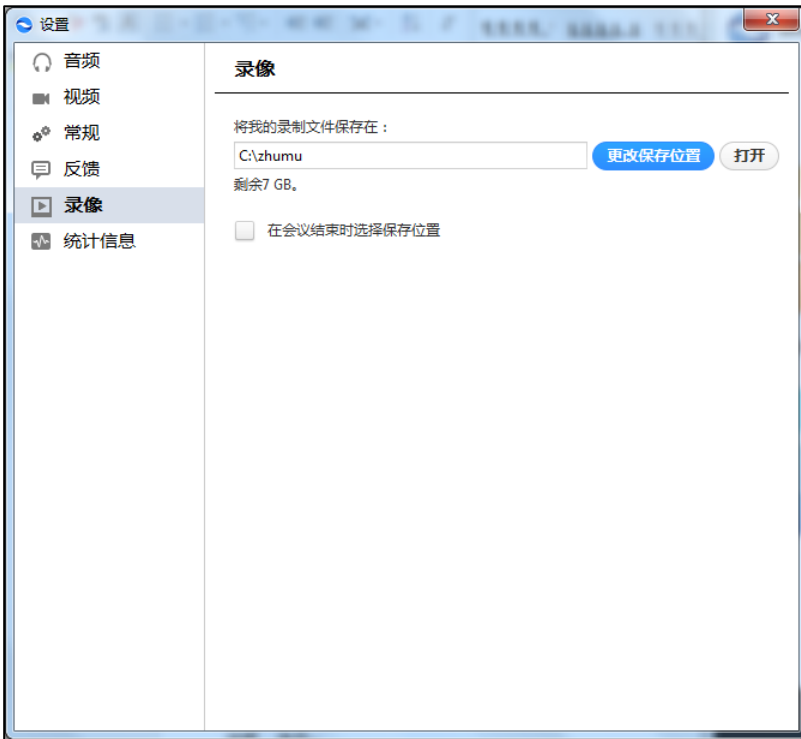 设置
音频
视频
常规
反馈
录像
统计信息
录像
将我的录制文件保存在：
C:\zhumu
更改保存位置
打开
剩余7 GB。
在会议结束时选择保存位置